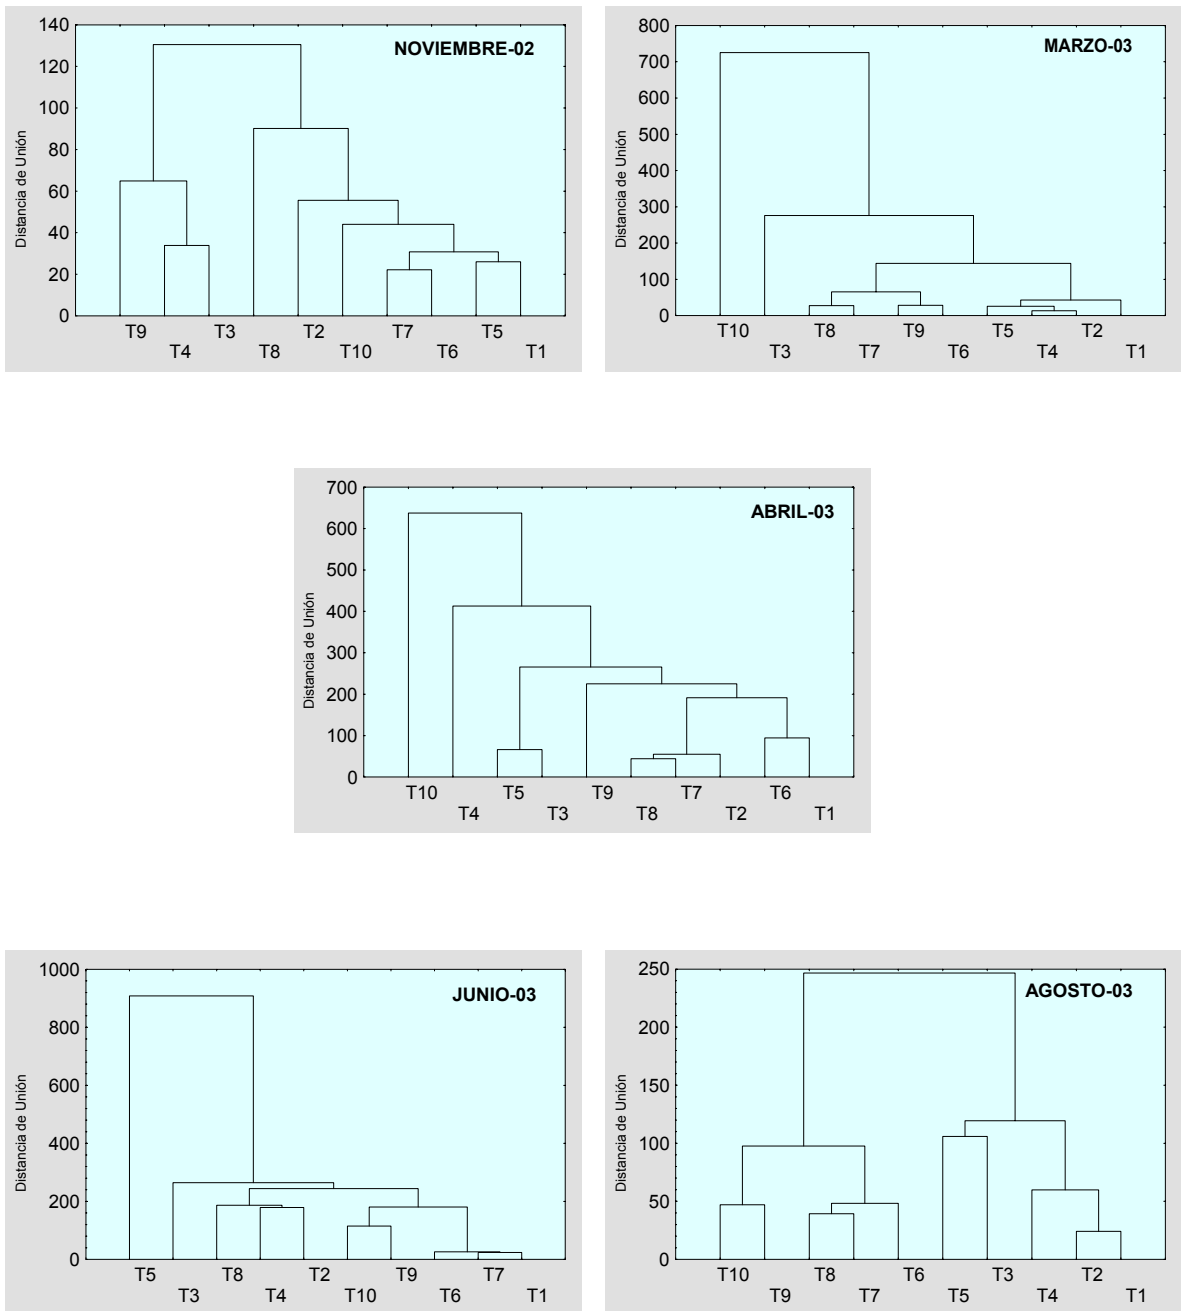 NOVIEMBRE-02
Distancia de Unión
140
120
100
80
60
40
20
0
T9 T3 T2 T7 T5
T4 T8 T10 T6 T1
MARZO-03
Distancia de Unión
800
700
600
500
400
300
200
100
0
T10 T8 T9 T5 T2
T3 T7 T6 T4 T1
ABRIL-03
Distancia de Unión
700
600
500
400
300
200
100
0
T10 T5 T9 T7 T6
T4 T3 T8 T2 T1
JUNIO-03
Distancia de Unión
1000
800
600
400
200
0
T5 T8 T2 T9 T7
T3 T4 T10 T6 T1
AGOSTO-03
Distancia de Unión
250
200
150
100
50
0
T10 T8 T6 T3 T2
T9 T7 T5 T4 T1